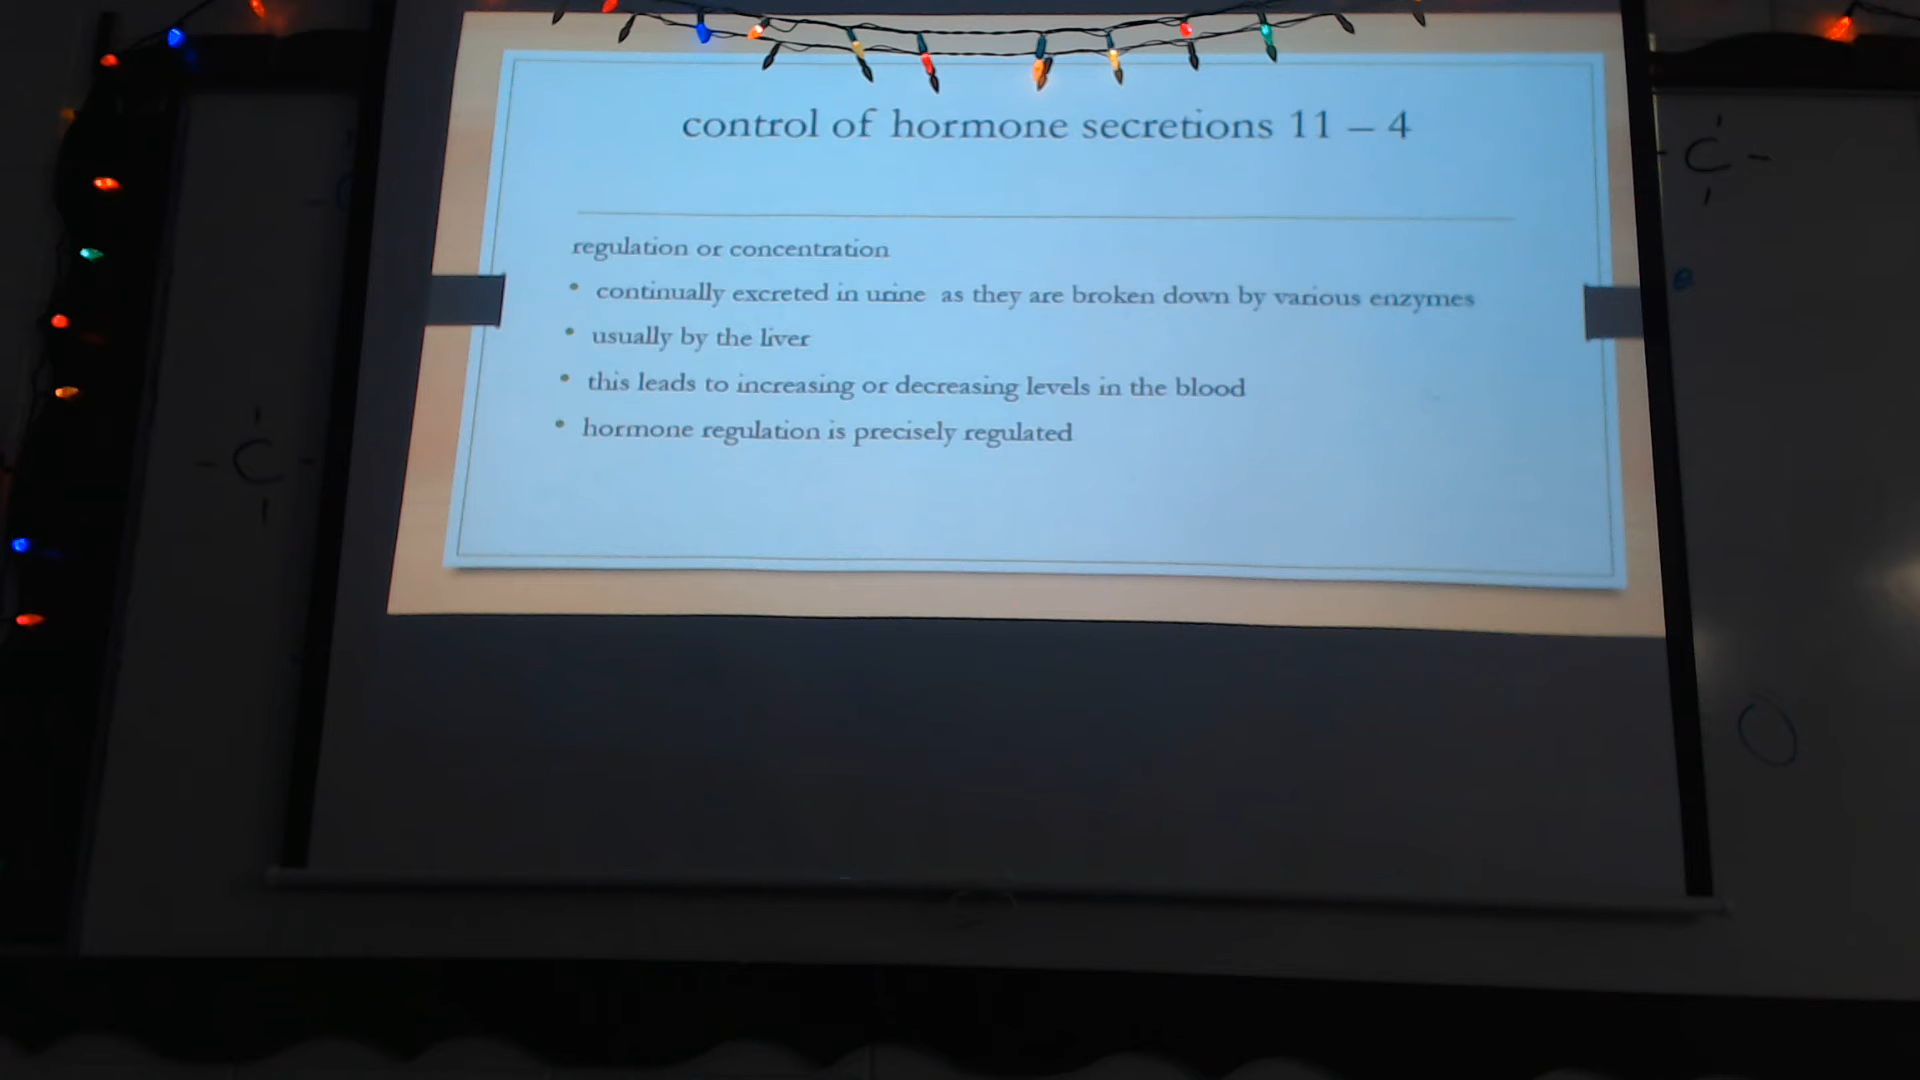 control of hormone secretions 11 – 4
regulation or concentration
• continually excreted in urine as they are broken down by various enzymes
• usually by the liver
• this leads to increasing or decreasing levels in the blood
• hormone regulation is precisely regulated
- C -
- C -